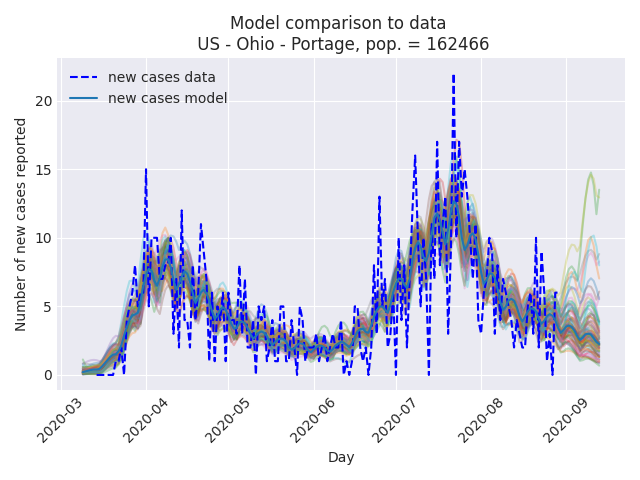 Model comparison to data
US - Ohio - Portage, pop. = 162466
new cases data
new cases model
Number of new cases reported
20
15
10
5
0
2020-03
2020-04
2020-05
2020-06
2020-07
2020-08
2020-09
Day